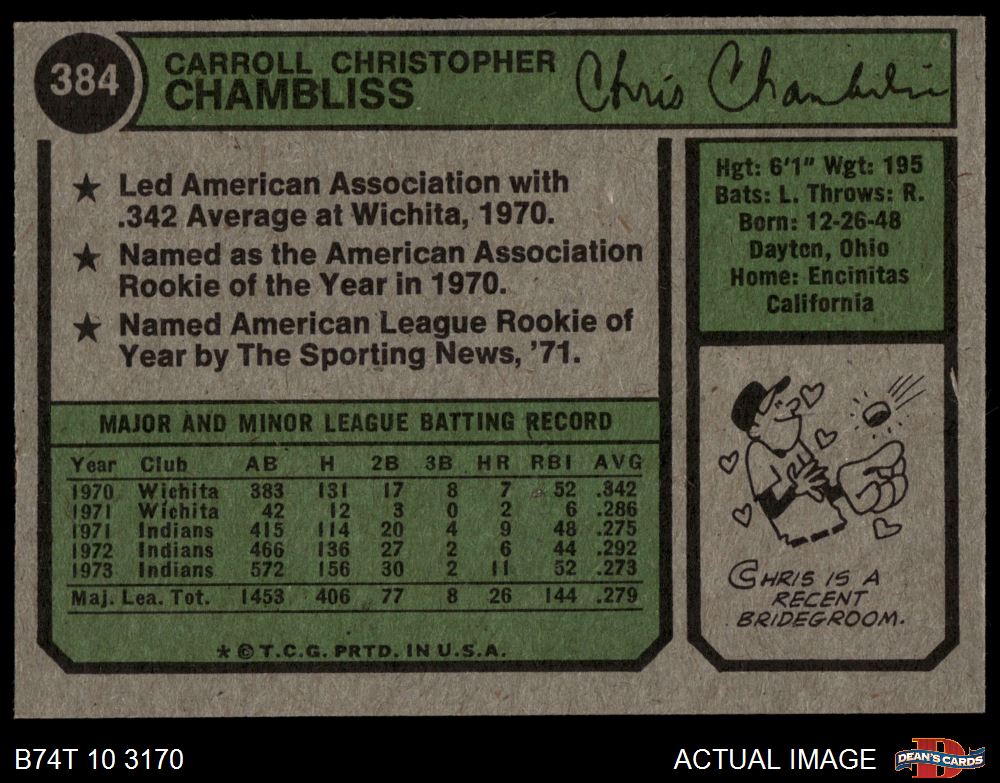 384
CARROLL CHRISTOPHER
CHAMBLISS
Chris Chambliss
★ Led American Association with
.342 Average at Wichita, 1970.
★ Named as the American Association
Rookie of the Year in 1970.
★ Named American League Rookie of
Year by The Sporting News, '71.
Hgt: 6'1" Wgt: 195
Bats: L. Throws: R.
Born: 12-26-48
Dayton, Ohio
Home: Encinitas
California
MAJOR AND MINOR LEAGUE BATTING RECORD
Year Club AB H 2B 3B HR RBI AVG
1970 Wichita 383 131 17 8 7 52 .342
1971 Wichita 42 12 3 0 2 6 .286
1971 Indians 415 114 20 4 9 48 .275
1972 Indians 466 136 27 2 6 44 .292
1973 Indians 572 156 30 2 11 52 .273
Maj. Lea. Tot. 1453 406 77 8 26 144 .279
* © T.C.G. PRTD. IN U.S.A.
CHRIS IS A
RECENT
BRIDEGROOM.
B74T 10 3170
ACTUAL IMAGE
D
DEAN'S CARDS